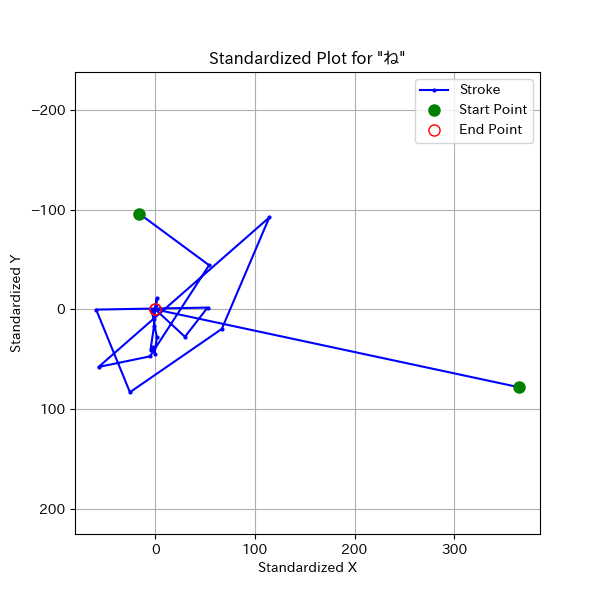 Standardized Plot for "ね"
Stroke
Start Point
End Point
Standardized Y
−200
−100
0
100
200
0 100 200 300
Standardized X